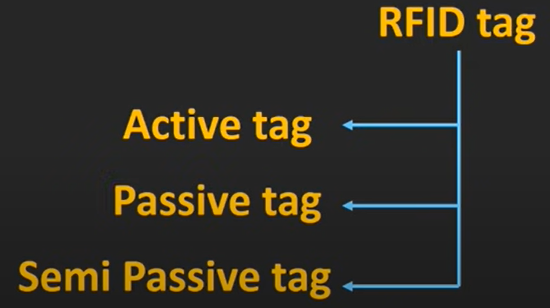 RFID tag
Active tag
Passive tag
Semi Passive tag